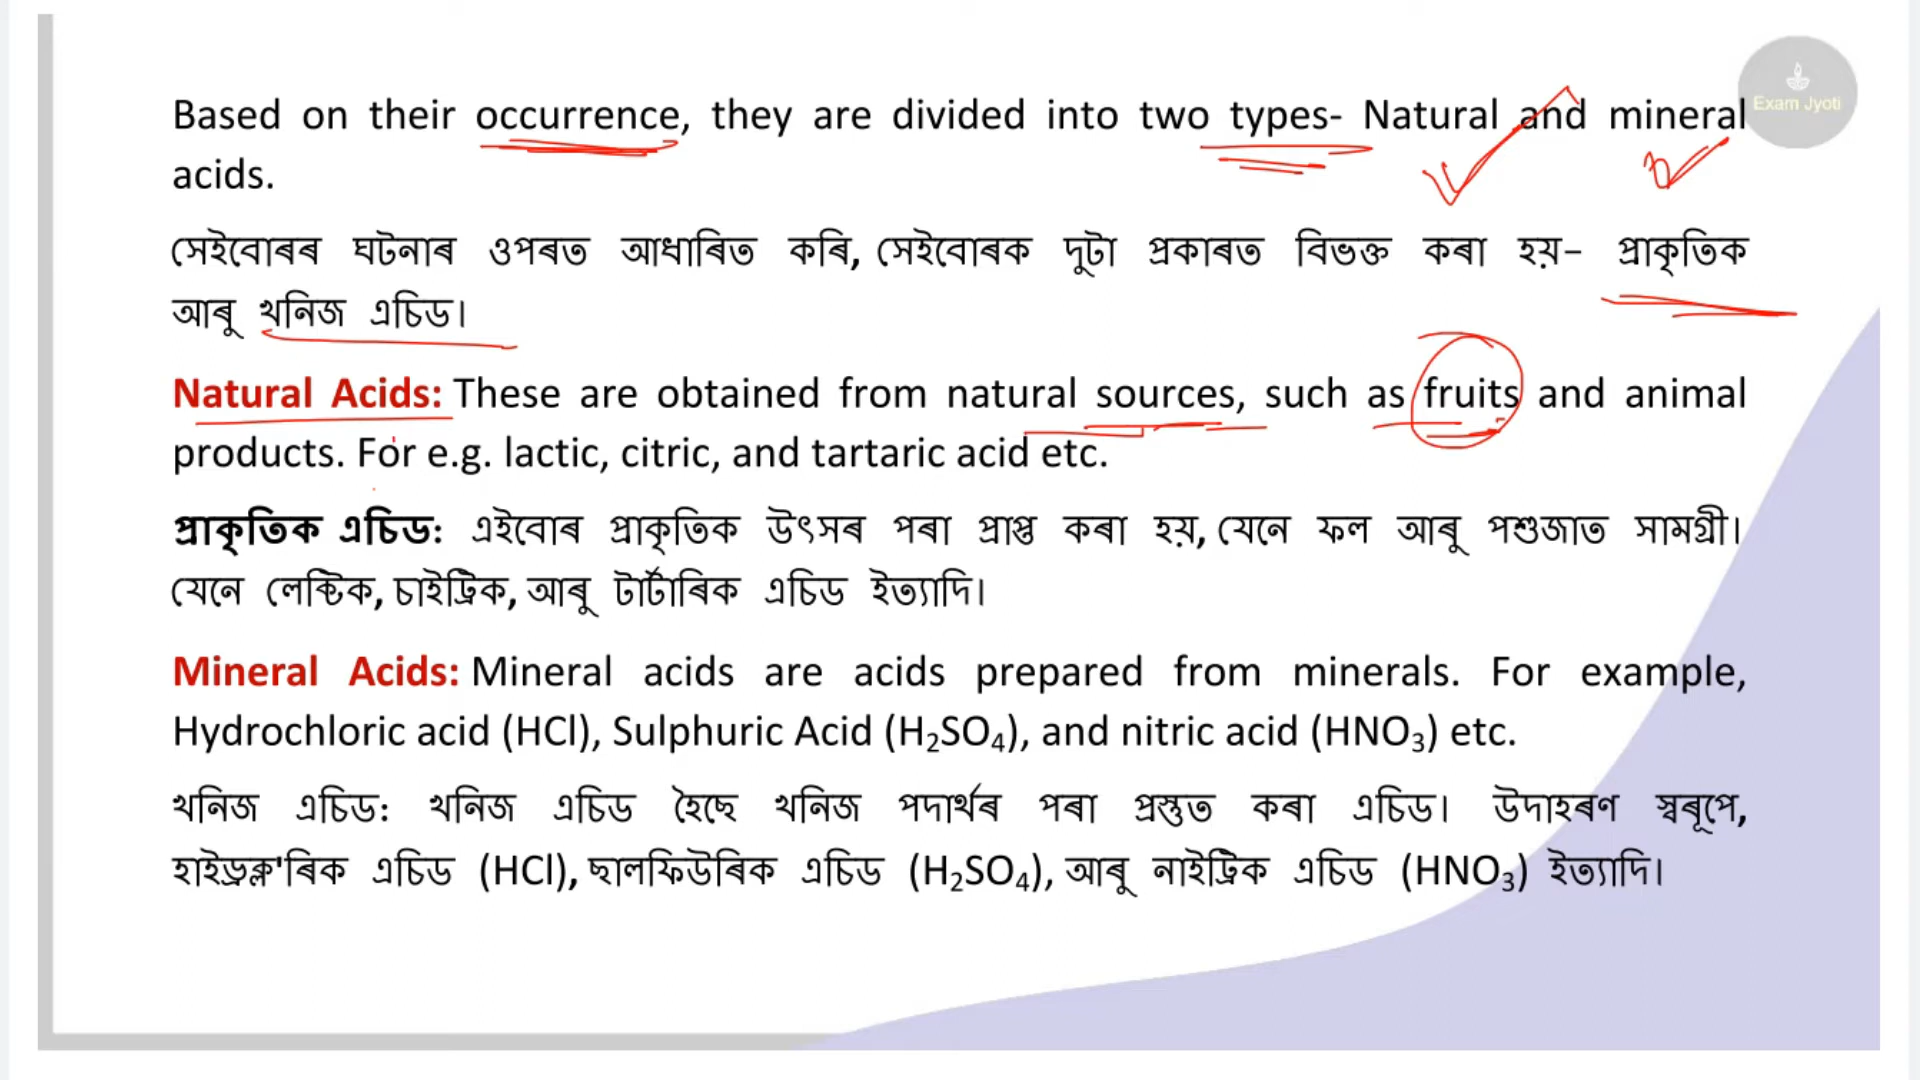 Exam Jyoti
Based on their occurrence, they are divided into two types- Natural and mineral
acids.
সেইবোৰৰ ঘটনাৰ ওপৰত আধাৰিত কৰি, সেইবোৰক দুটা প্ৰকাৰত বিভক্ত কৰা হয়– প্ৰাকৃতিক
আৰু খনিজ এচিড।
Natural Acids: These are obtained from natural sources, such as fruits and animal
products. For e.g. lactic, citric, and tartaric acid etc.
প্ৰাকৃতিক এচিড: এইবোৰ প্ৰাকৃতিক উৎসৰ পৰা প্ৰাপ্ত কৰা হয়, যেনে ফল আৰু পশুজাত সামগ্ৰী।
যেনে লেক্টিক, চাইট্ৰিক, আৰু টাৰ্টাৰিক এচিড ইত্যাদি।
Mineral Acids: Mineral acids are acids prepared from minerals. For example,
Hydrochloric acid (HCl), Sulphuric Acid (H₂SO₄), and nitric acid (HNO₃) etc.
খনিজ এচিড: খনিজ এচিড হৈছে খনিজ পদাৰ্থৰ পৰা প্ৰস্তুত কৰা এচিড। উদাহৰণ স্বৰূপে,
হাইড্ৰক্ল'ৰিক এচিড (HCl), ছালফিউৰিক এচিড (H₂SO₄), আৰু নাইট্ৰিক এচিড (HNO₃) ইত্যাদি।